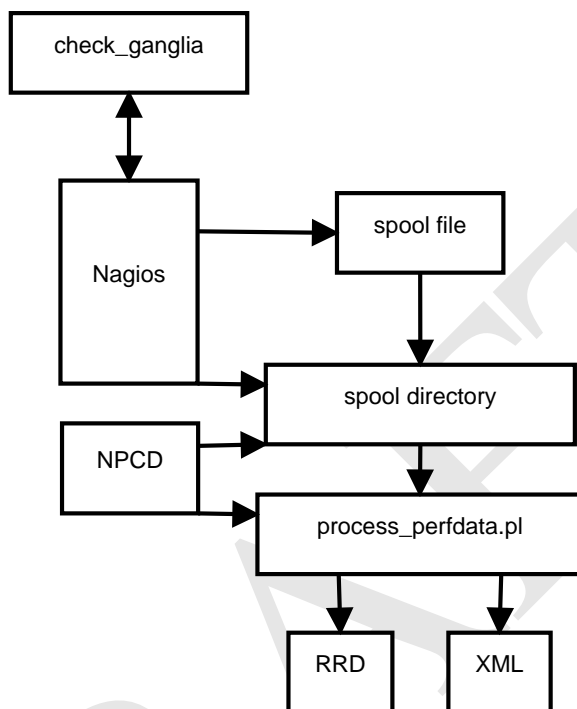 check_ganglia
Nagios
spool file
spool directory
NPCD
process_perfdata.pl
RRD
XML